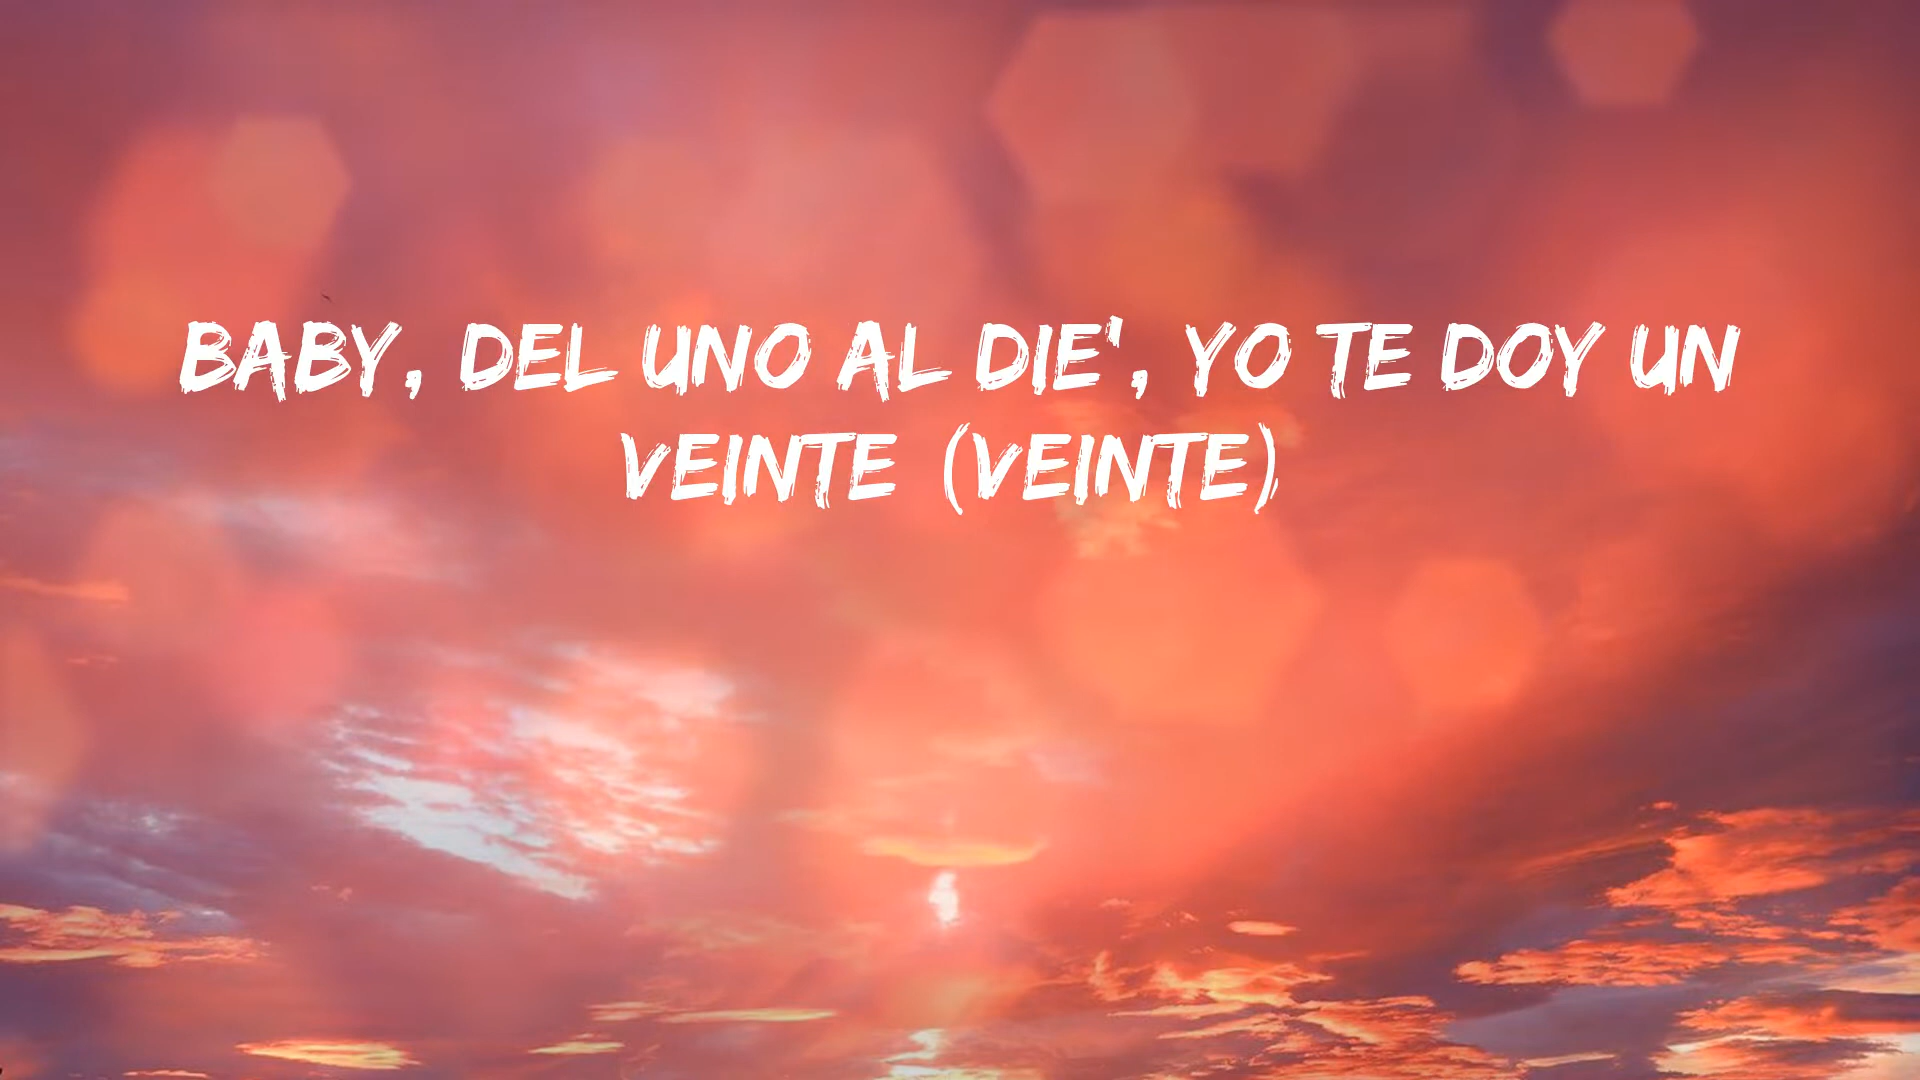 BABY, DEL UNO AL DIE', YO TE DOY UN
VEINTE (VEINTE)